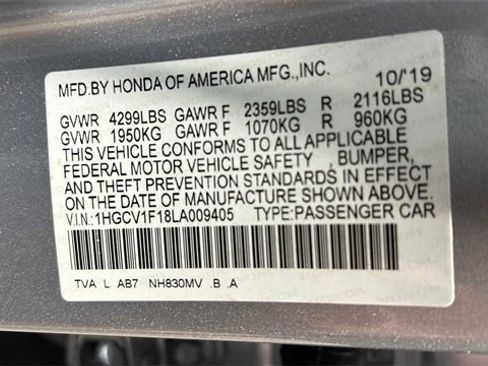 MFD.BY HONDA OF AMERICA MFG.,INC. 10/'19
GVWR 4299LBS GAWR F 2359LBS R 2116LBS
GVWR 1950KG GAWR F 1070KG R 960KG
THIS VEHICLE CONFORMS TO ALL APPLICABLE
FEDERAL MOTOR VEHICLE SAFETY , BUMPER,
AND THEFT PREVENTION STANDARDS IN EFFECT
ON THE DATE OF MANUFACTURE SHOWN ABOVE.
V.I.N.: 1HGCV1F18LA009405 TYPE:PASSENGER CAR
TVA L AB7 NH830MV .B .A